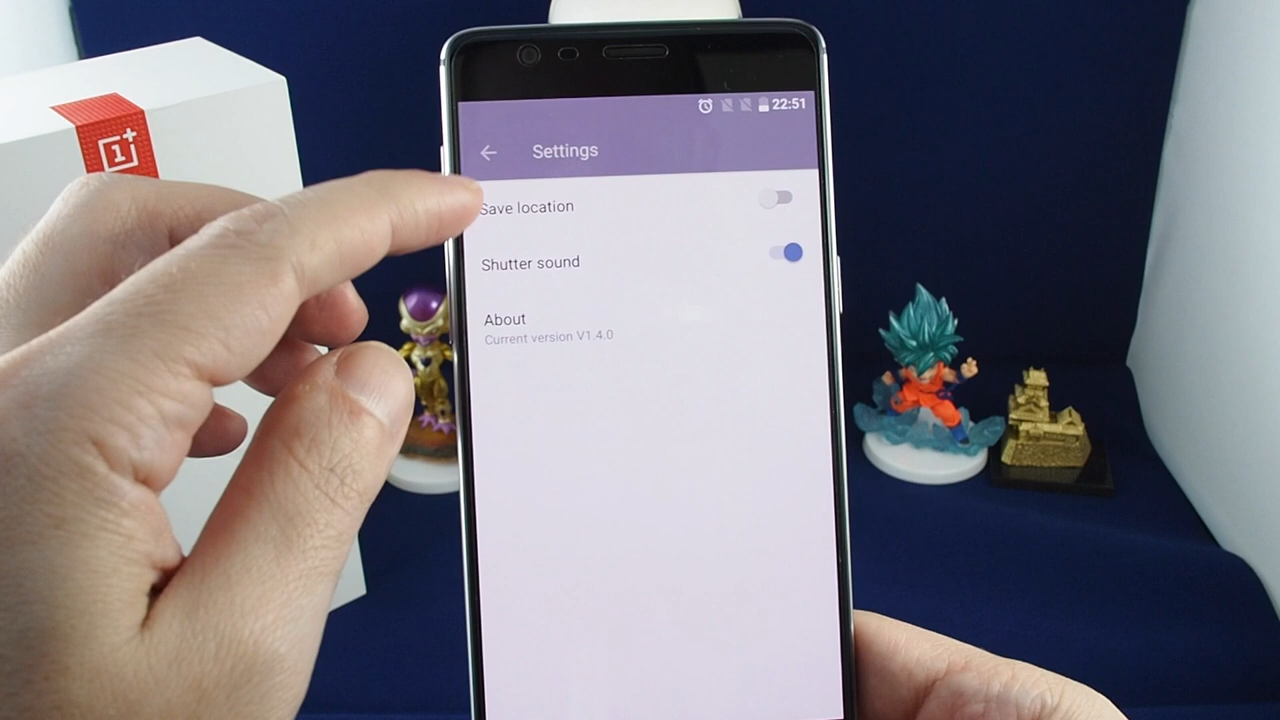 1+
22:51
Settings
Save location
Shutter sound
About
Current version V1.4.0